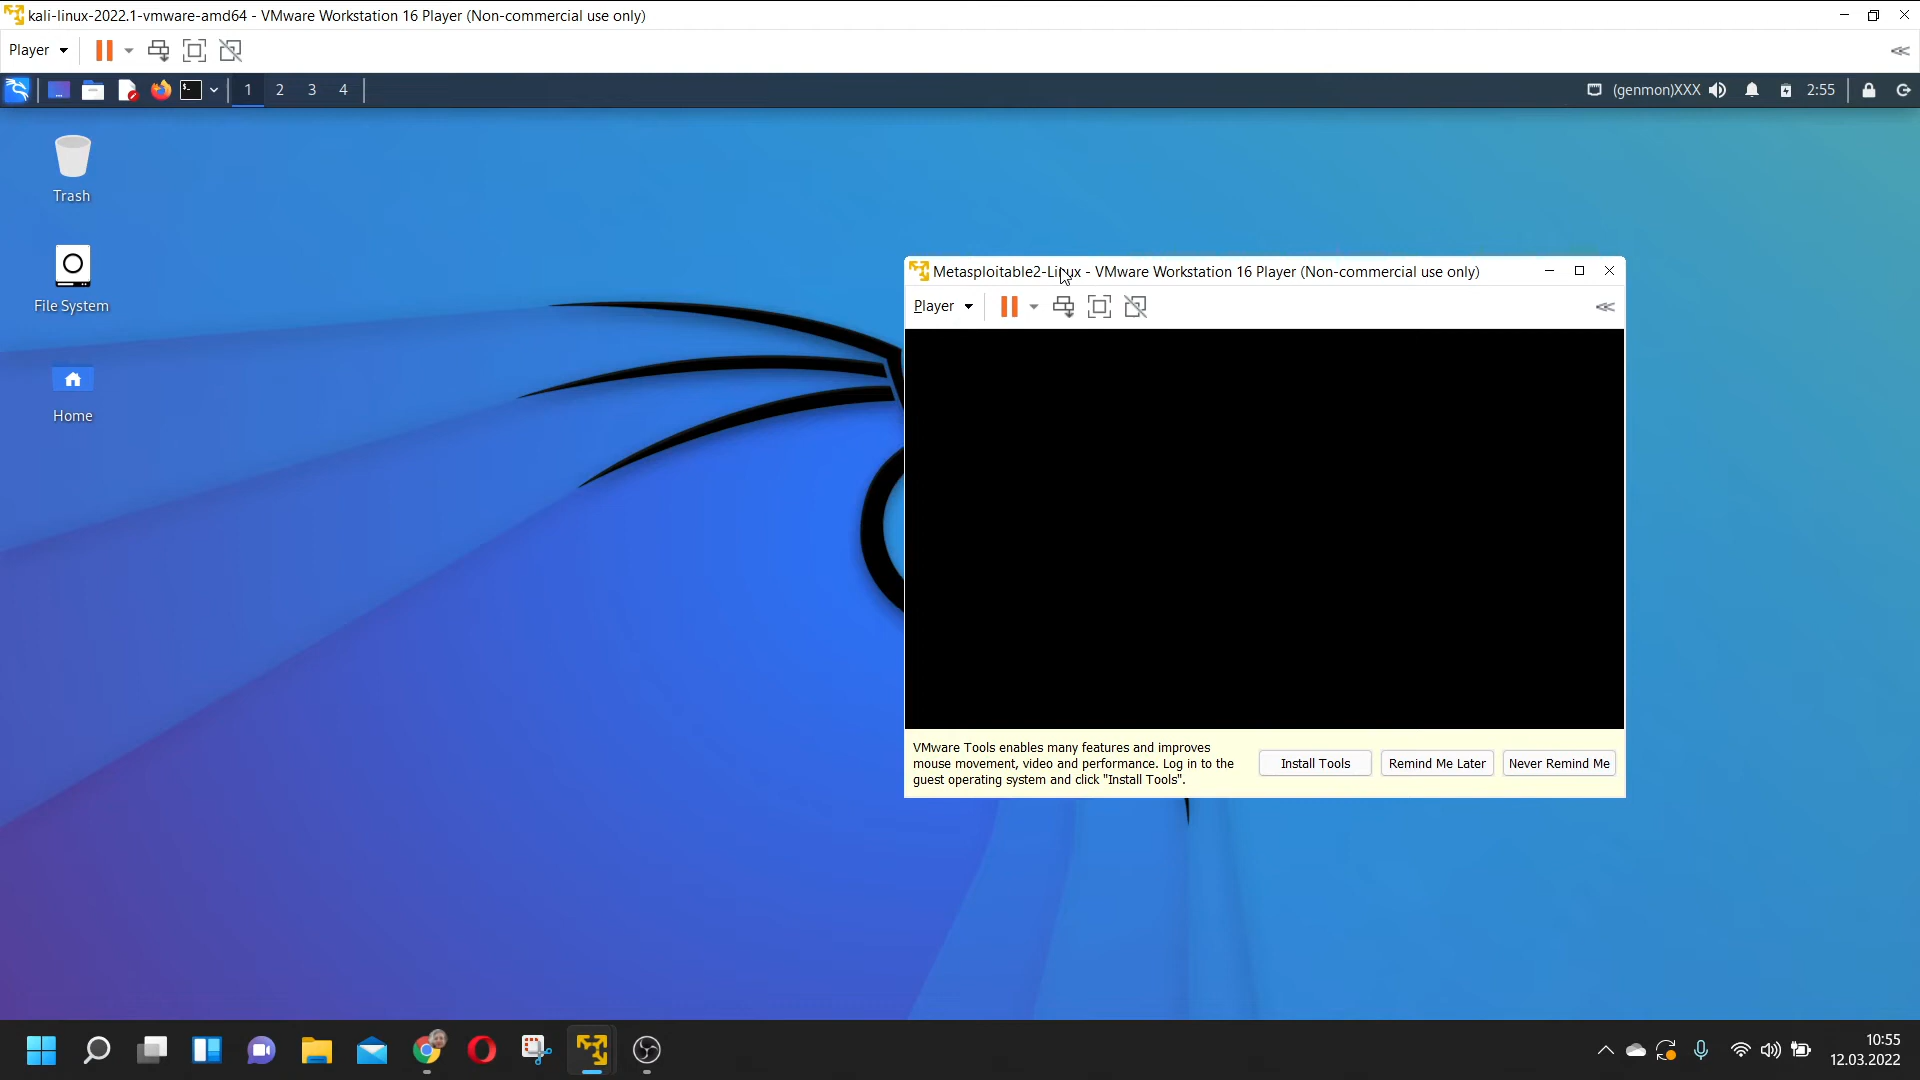 kali-linux-2022.1-vmware-amd64 - VMware Workstation 16 Player (Non-commercial use only)
Player
1 2 3 4
(genmon)XXX 2:55
Trash
File System
Home
Metasploitable2-Linux - VMware Workstation 16 Player (Non-commercial use only)
Player
VMware Tools enables many features and improves
mouse movement, video and performance. Log in to the
guest operating system and click "Install Tools".
Install Tools
Remind Me Later
Never Remind Me
10:55
12.03.2022